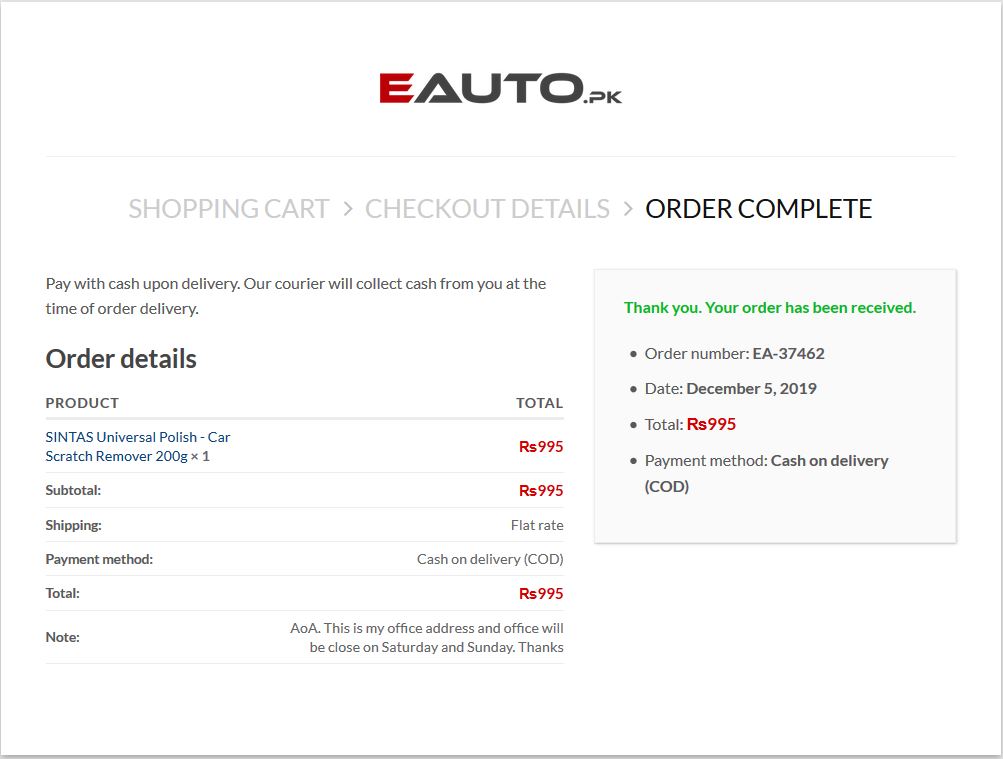 EAUTO.PK
SHOPPING CART > CHECKOUT DETAILS > ORDER COMPLETE
Pay with cash upon delivery. Our courier will collect cash from you at the
time of order delivery.
Order details
PRODUCT TOTAL
SINTAS Universal Polish - Car
Scratch Remover 200g × 1
₨995
Subtotal: ₨995
Shipping: Flat rate
Payment method: Cash on delivery (COD)
Total: ₨995
Note:
AoA. This is my office address and office will
be close on Saturday and Sunday. Thanks
Thank you. Your order has been received.
• Order number: EA-37462
• Date: December 5, 2019
• Total: ₨995
• Payment method: Cash on delivery
(COD)